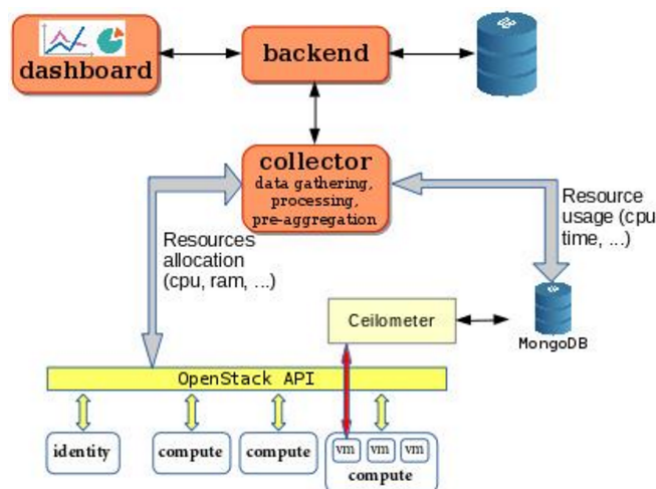 dashboard
backend
collector
data gathering,
processing,
pre-aggregation
Resources
allocation
(cpu, ram, ...)
Resource
usage (cpu
time, ...)
Ceilometer
MongoDB
OpenStack API
identity
compute
compute
vm
vm
vm
compute